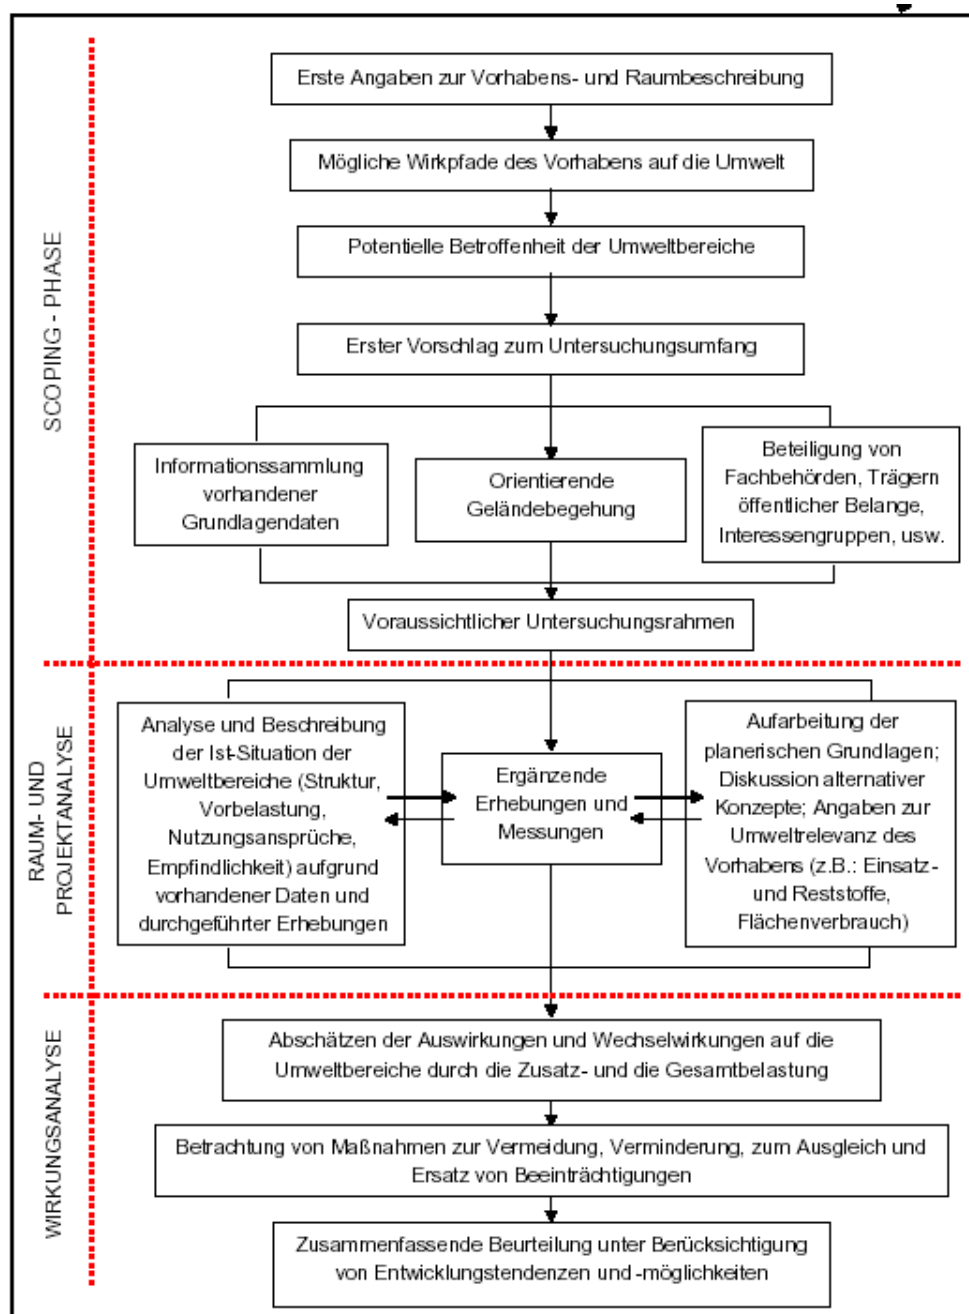 SCOPING - PHASE
Erste Angaben zur Vorhabens- und Raumbeschreibung
Mögliche Wirkpfade des Vorhabens auf die Umwelt
Potentielle Betroffenheit der Umweltbereiche
Erster Vorschlag zum Untersuchungsumfang
Informationssammlung
vorhandener
Grundlagendaten
Orientierende
Geländebegehung
Beteiligung von
Fachbehörden, Trägern
öffentlicher Belange,
Interessengruppen, usw.
Voraussichtlicher Untersuchungsrahmen
RAUM- UND
PROJEKTANALYSE
Analyse und Beschreibung
der Ist-Situation der
Umweltbereiche (Struktur,
Vorbelastung,
Nutzungsansprüche,
Empfindlichkeit) aufgrund
vorhandener Daten und
durchgeführter Erhebungen
Ergänzende
Erhebungen und
Messungen
Aufarbeitung der
planerischen Grundlagen;
Diskussion alternativer
Konzepte; Angaben zur
Umweltrelevanz des
Vorhabens (z.B.: Einsatz-
und Reststoffe,
Flächenverbrauch)
WIRKUNGSANALYSE
Abschätzen der Auswirkungen und Wechselwirkungen auf die
Umweltbereiche durch die Zusatz- und die Gesamtbelastung
Betrachtung von Maßnahmen zur Vermeidung, Verminderung, zum Ausgleich und
Ersatz von Beeinträchtigungen
Zusammenfassende Beurteilung unter Berücksichtigung
von Entwicklungstendenzen und -möglichkeiten